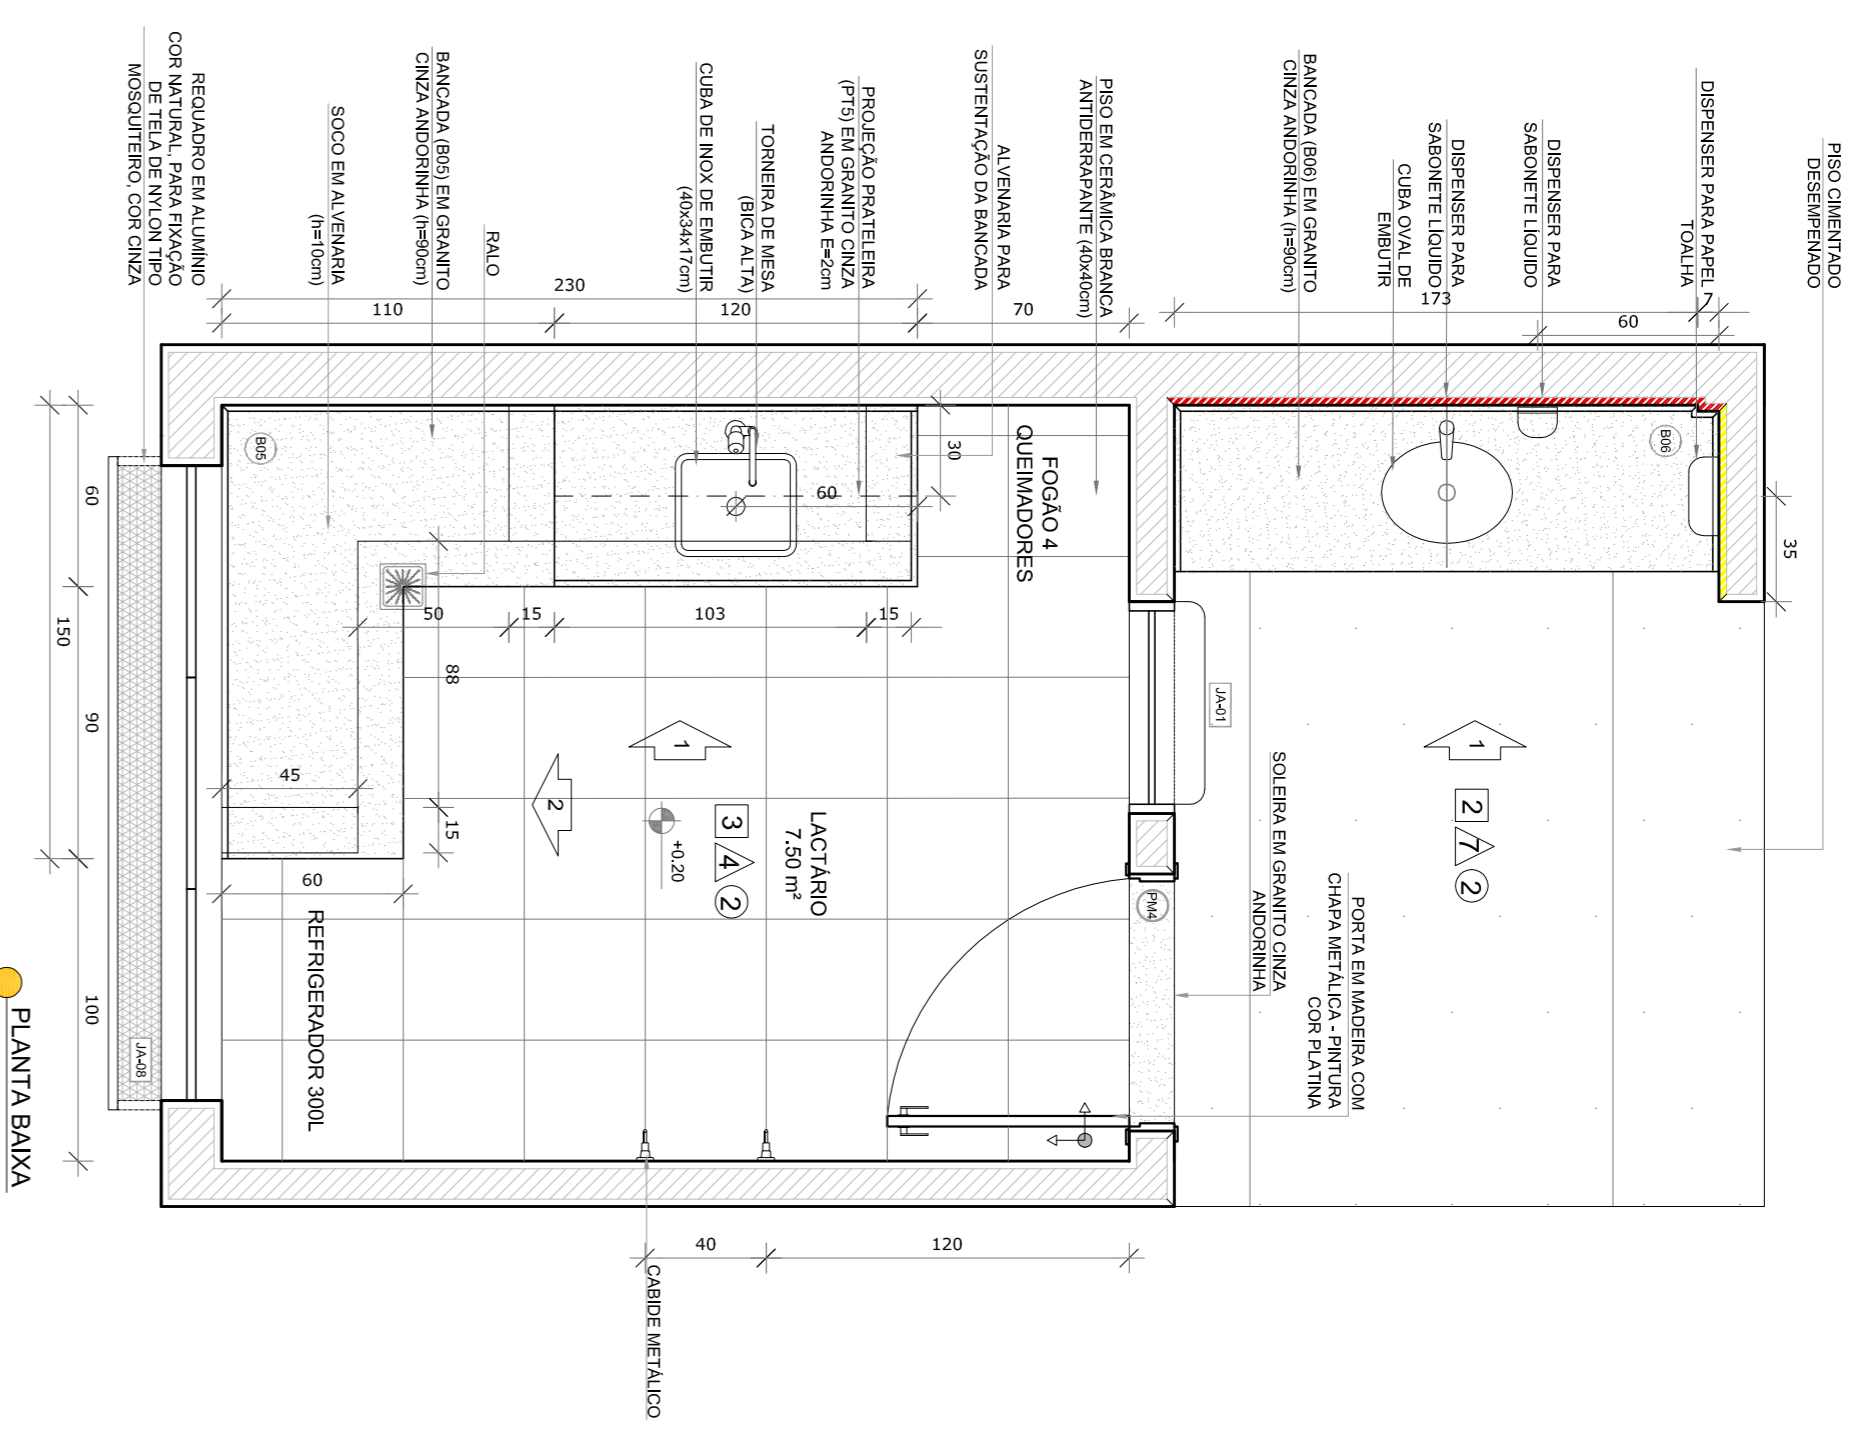 PISO CIMENTADO
DESEMPENADO
DISPENSER PARA PAPEL
TOALHA
DISPENSER PARA
SABONETE LÍQUIDO
DISPENSER PARA
SABONETE LÍQUIDO
CUBA OVAL DE
EMBUTIR
BANCADA (B06) EM GRANITO
CINZA ANDORINHA (h=90cm)
PISO EM CERÂMICA BRANCA
ANTIDERRAPANTE (40x40cm)
ALVENARIA PARA
SUSTENTAÇÃO DA BANCADA
PROJEÇÃO PRATELEIRA
(PT5) EM GRANITO CINZA
ANDORINHA E=2cm
TORNEIRA DE MESA
(BICA ALTA)
CUBA DE INOX DE EMBUTIR
(40x34x17cm)
RALO
BANCADA (B05) EM GRANITO
CINZA ANDORINHA (h=90cm)
SOCO EM ALVENARIA
(h=10cm)
REQUADRO EM ALUMÍNIO
COR NATURAL, PARA FIXAÇÃO
DE TELA DE NYLON TIPO
MOSQUITEIRO, COR CINZA
7
173
60
70
230
120
110
35
B06
B05
30
60
FOGÃO 4
QUEIMADORES
50
15
103
15
88
45
15
60
60
150
90
100
JA-01
1
2
7
2
1
2
LACTÁRIO
7.50 m²
3
4
2
+0.20
SOLEIRA EM GRANITO CINZA
ANDORINHA
PORTA EM MADEIRA COM
CHAPA METÁLICA - PINTURA
COR PLATINA
PM4
REFRIGERADOR 300L
JA-08
40
120
CABIDE METÁLICO
PLANTA BAIXA